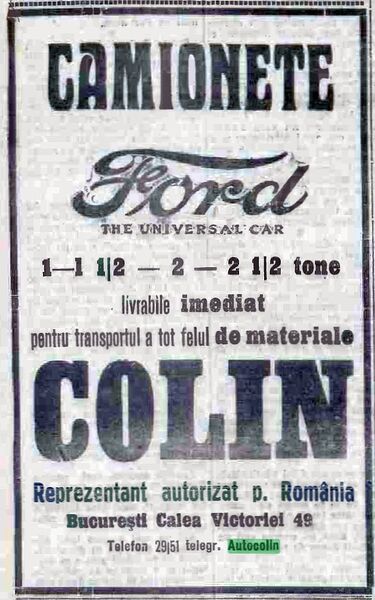 CAMIONETE
Ford
THE UNIVERSAL CAR
1—1 1|2 — 2 — 2 1|2 tone
livrabile imediat
pentru transportul a tot felul de materiale
COLIN
Reprezentant autorizat p. România
Bucureşti Calea Victoriei 49
Telefon 29|51 telegr. Autocolin